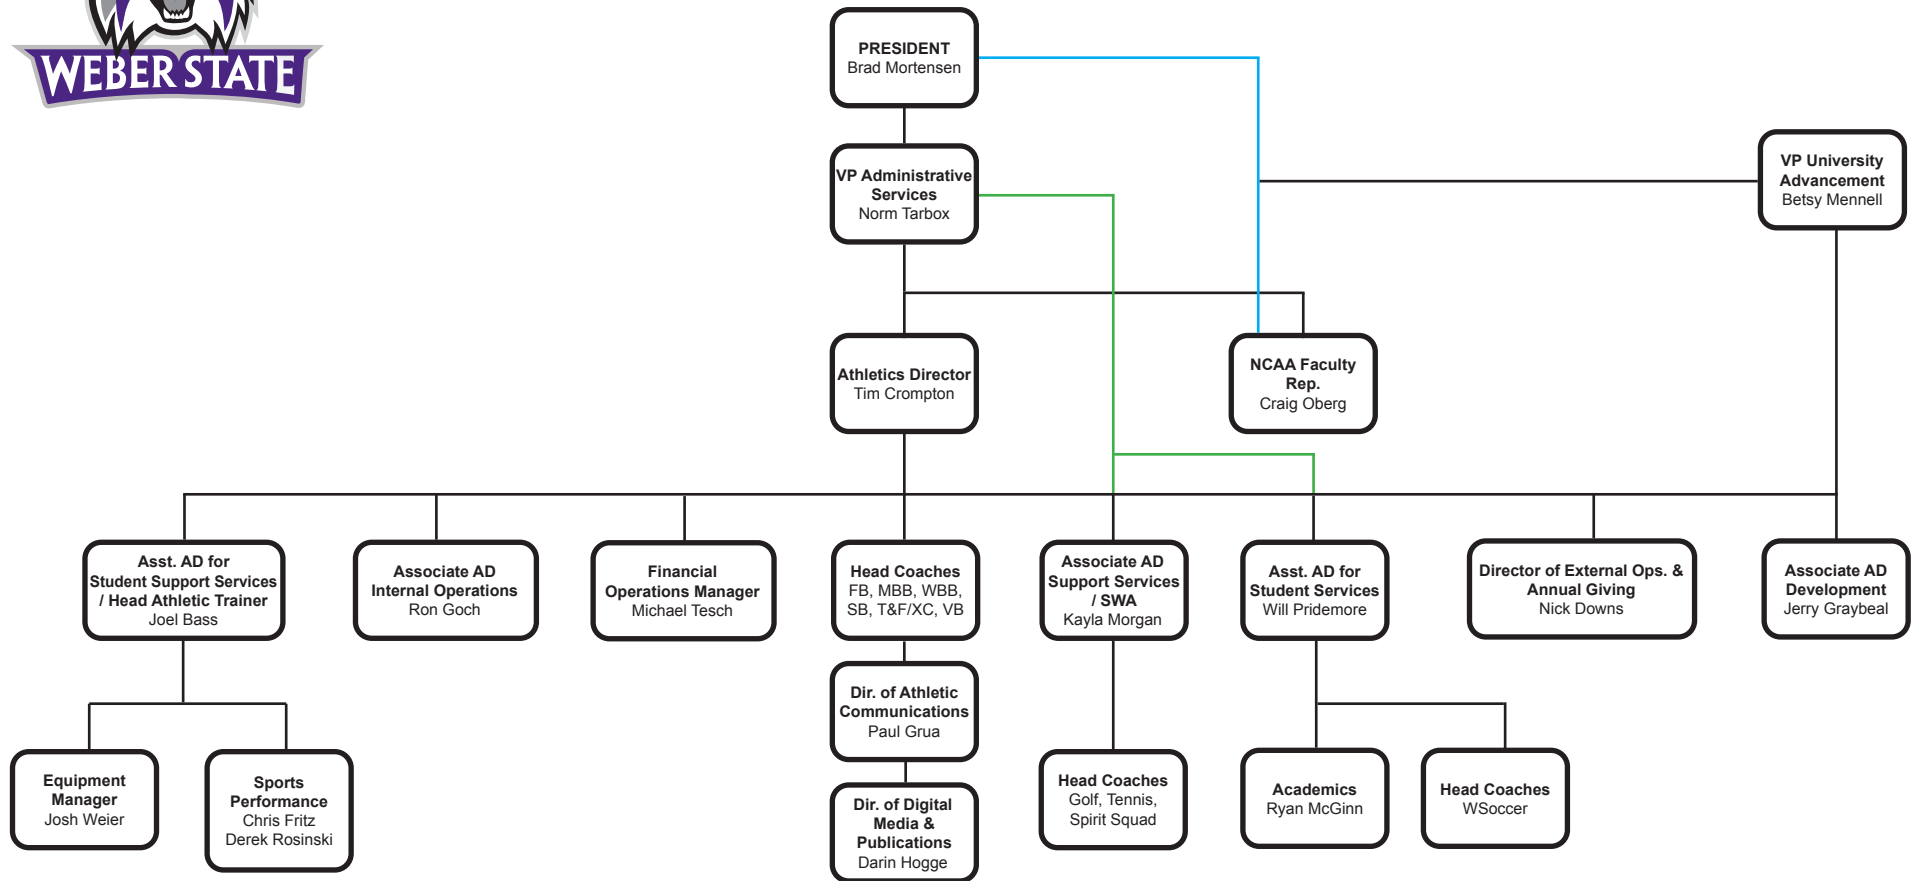 WEBER STATE
PRESIDENT
Brad Mortensen
VP Administrative
Services
Norm Tarbox
VP University
Advancement
Betsy Mennell
Athletics Director
Tim Crompton
NCAA Faculty
Rep.
Craig Oberg
Asst. AD for
Student Support Services
/ Head Athletic Trainer
Joel Bass
Associate AD
Internal Operations
Ron Goch
Financial
Operations Manager
Michael Tesch
Head Coaches
FB, MBB, WBB,
SB, T&F/XC, VB
Associate AD
Support Services
/ SWA
Kayla Morgan
Asst. AD for
Student Services
Will Pridemore
Director of External Ops. &
Annual Giving
Nick Downs
Associate AD
Development
Jerry Graybeal
Dir. of Athletic
Communications
Paul Grua
Equipment
Manager
Josh Weier
Sports
Performance
Chris Fritz
Derek Rosinski
Dir. of Digital
Media &
Publications
Darin Hogge
Head Coaches
Golf, Tennis,
Spirit Squad
Academics
Ryan McGinn
Head Coaches
WSoccer